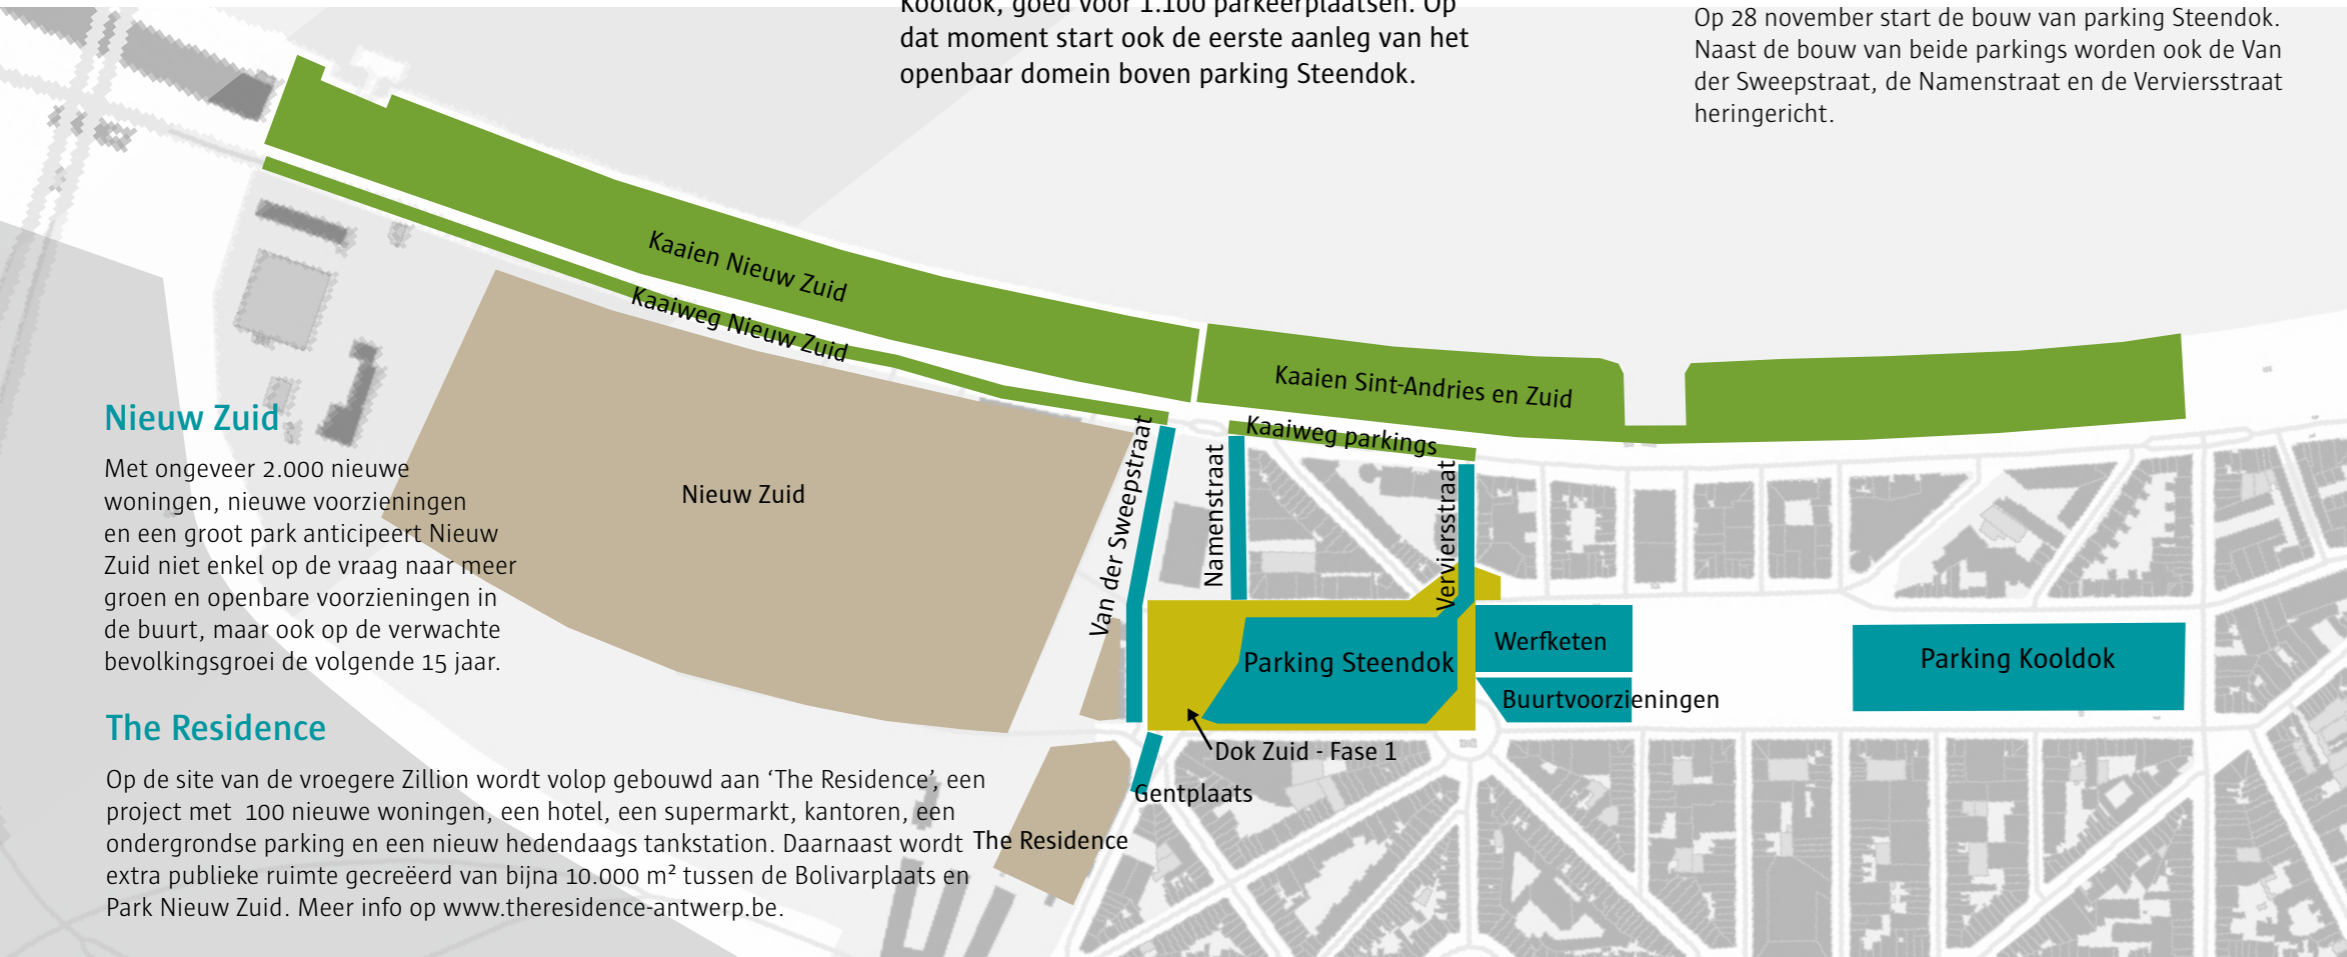 Kooldok, goed voor 1.100 parkeerplaatsen. Op
dat moment start ook de eerste aanleg van het
openbaar domein boven parking Steendok.
Op 28 november start de bouw van parking Steendok.
Naast de bouw van beide parkings worden ook de Van
der Sweepstraat, de Namenstraat en de Verviersstraat
heringericht.
Kaaien Nieuw Zuid
Kaaiweg Nieuw Zuid
Kaaien Sint-Andries en Zuid
Kaaiweg parkings
Nieuw Zuid
Met ongeveer 2.000 nieuwe
woningen, nieuwe voorzieningen
en een groot park anticipeert Nieuw
Zuid niet enkel op de vraag naar meer
groen en openbare voorzieningen in
de buurt, maar ook op de verwachte
bevolkingsgroei de volgende 15 jaar.
Nieuw Zuid
Van der Sweepstraat
Namenstraat
Verviersstraat
Parking Steendok
Werfketen
Buurtvoorzieningen
Parking Kooldok
Dok Zuid - Fase 1
Gentplaats
The Residence
Op de site van de vroegere Zillion wordt volop gebouwd aan ‘The Residence’, een
project met  100 nieuwe woningen, een hotel, een supermarkt, kantoren, een
ondergrondse parking en een nieuw hedendaags tankstation. Daarnaast wordt
extra publieke ruimte gecreëerd van bijna 10.000 m² tussen de Bolivarplaats en
Park Nieuw Zuid. Meer info op www.theresidence-antwerp.be.
The Residence